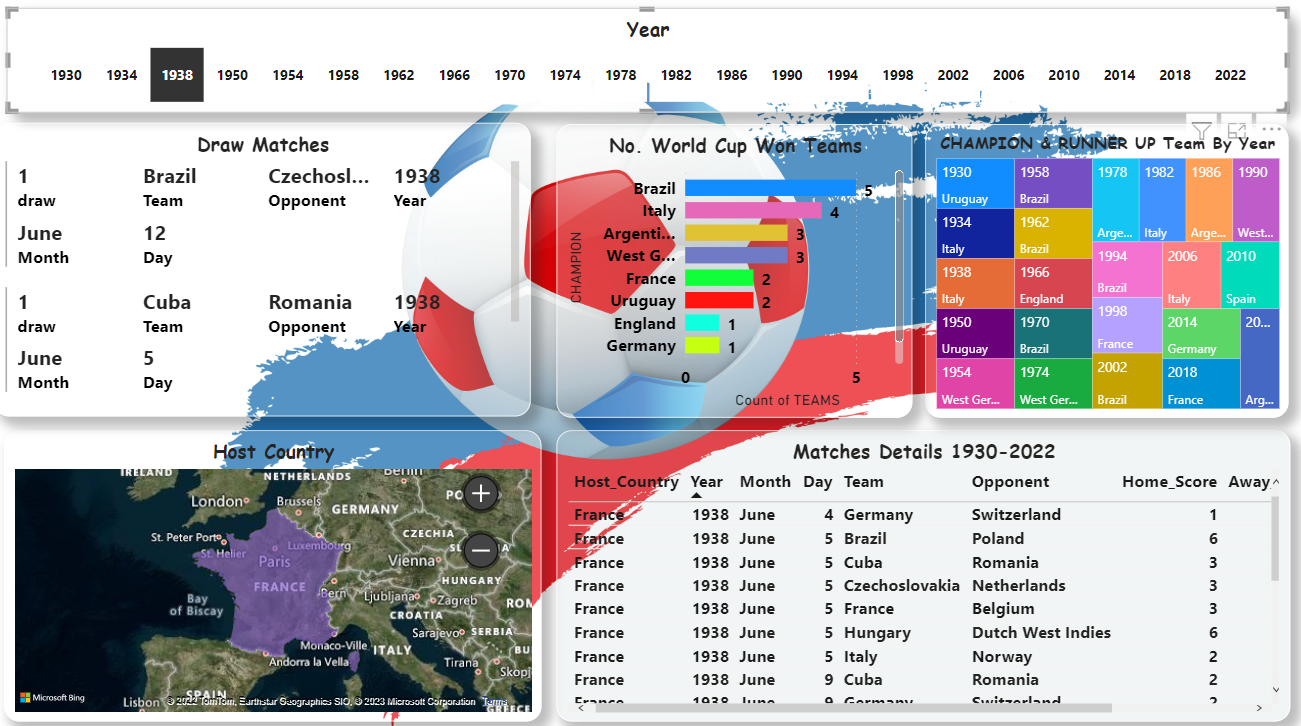 Year
1930 1934 1938 1950 1954 1958 1962 1966 1970 1974 1978 1982 1986 1990 1994 1998 2002 2006 2010 2014 2018 2022
Draw Matches
1 Brazil Czechosl... 1938
draw Team Opponent Year
June 12
Month Day
1 Cuba Romania 1938
draw Team Opponent Year
June 5
Month Day
No. World Cup Won Teams
CHAMPION
Brazil 5
Italy 4
Argenti... 3
West G... 3
France 2
Uruguay 2
England 1
Germany 1
0 5
Count of TEAMS
CHAMPION & RUNNER UP Team By Year
1930 Uruguay
1934 Italy
1938 Italy
1950 Uruguay
1954 West Ger...
1958 Brazil
1962 Brazil
1966 England
1970 Brazil
1974 West Ger...
1978 Arge...
1982 Italy
1986 Arge...
1990 West...
1994 Brazil
1998 France
2002 Brazil
2006 Italy
2010 Spain
2014 Germany
2018 France
20... Arg...
Host Country
IRELAND
NETHERLANDS
Berlin
London
Brussels
GERMANY
PO
St. Peter Port
St. Helier
Luxembourg
CZECHIA
Paris
Vienna
FRANCE
Bern
HUNGARY
Bay
of Biscay
Ljubljana
Zagreb
ROM
CROATIA
Sarajevo
SERBIA
Monaco-Ville
ITALY
BU
Andorra la Vella
Tirana
Skopj
SPAIN
Lisbon
GREECE
Microsoft Bing
© 2022 TomTom, Earthstar Geographics SIO, © 2023 Microsoft Corporation Terms
Matches Details 1930-2022
Host_Country Year Month Day Team Opponent Home_Score Away
France 1938 June 4 Germany Switzerland 1
France 1938 June 5 Brazil Poland 6
France 1938 June 5 Cuba Romania 3
France 1938 June 5 Czechoslovakia Netherlands 3
France 1938 June 5 France Belgium 3
France 1938 June 5 Hungary Dutch West Indies 6
France 1938 June 5 Italy Norway 2
France 1938 June 9 Cuba Romania 2
France 1938 June 9 Germany Switzerland 2